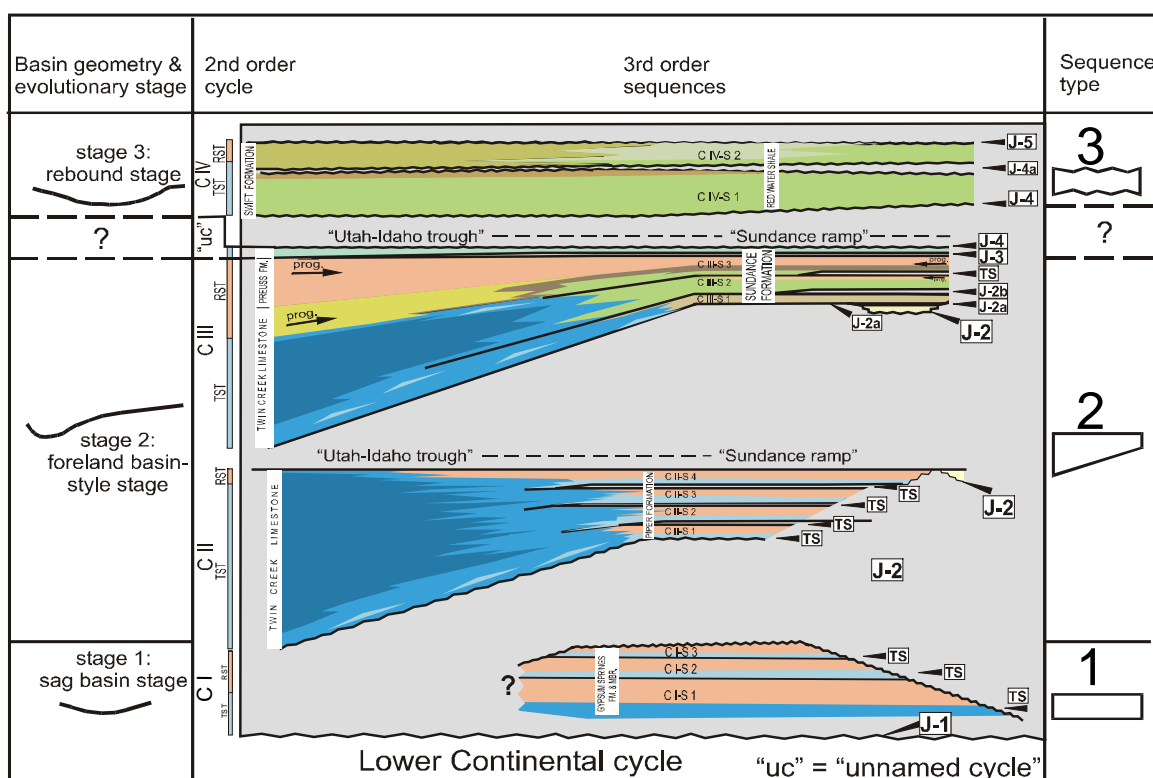 Basin geometry &
evolutionary stage
2nd order
cycle
3rd order
sequences
Sequence
type
stage 3:
rebound stage
C IV
TST
RST
SWIFT FORMATION
C IV-S 2
C IV-S 1
RED WATER SHALE
J-5
J-4a
J-4
3
?
"uc"
"Utah-Idaho trough"
"Sundance ramp"
?
J-4
J-3
TS
J-2b
J-2a
J-2a
J-2
prog.
prog.
prog.
prog.
C III
TST
RST
TWIN CREEK LIMESTONE | PREUSS FM.
C III-S 3
C III-S 2
C III-S 1
SUNDANCE
FORMATION
stage 2:
foreland basin-
style stage
2
"Utah-Idaho trough"
"Sundance ramp"
C II
TST
RST
TWIN CREEK LIMESTONE
C II-S 4
C II-S 3
C II-S 2
C II-S 1
PIPER FORMATION
TS
TS
TS
TS
J-2
J-2
stage 1:
sag basin stage
C I
TST
RST
?
C I-S 3
C I-S 2
C I-S 1
GYPSUM SPRINGS
FM. & MBR.
TS
TS
TS
J-1
1
Lower Continental cycle
"uc" = "unnamed cycle"